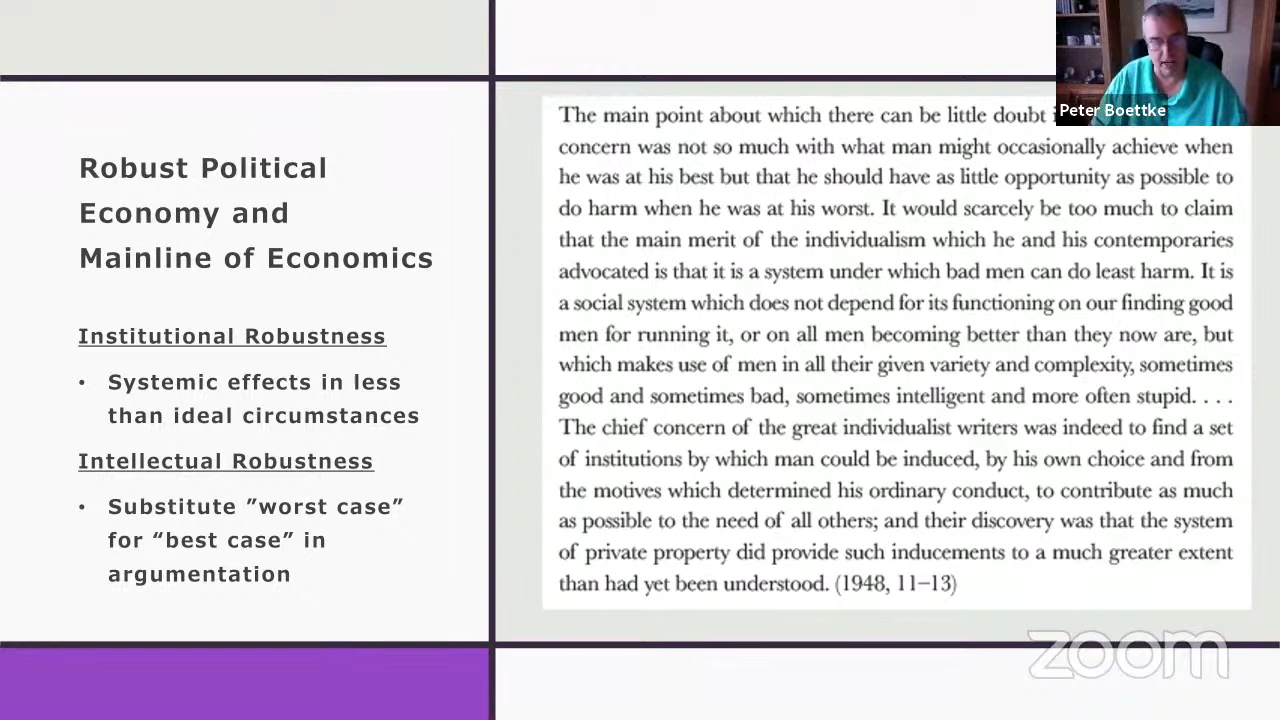 Robust Political
Economy and
Mainline of Economics
Institutional Robustness
• Systemic effects in less
than ideal circumstances
Intellectual Robustness
• Substitute ”worst case”
for “best case” in
argumentation
The main point about which there can be little doubt
concern was not so much with what man might occasionally achieve when
he was at his best but that he should have as little opportunity as possible to
do harm when he was at his worst. It would scarcely be too much to claim
that the main merit of the individualism which he and his contemporaries
advocated is that it is a system under which bad men can do least harm. It is
a social system which does not depend for its functioning on our finding good
men for running it, or on all men becoming better than they now are, but
which makes use of men in all their given variety and complexity, sometimes
good and sometimes bad, sometimes intelligent and more often stupid. . . .
The chief concern of the great individualist writers was indeed to find a set
of institutions by which man could be induced, by his own choice and from
the motives which determined his ordinary conduct, to contribute as much
as possible to the need of all others; and their discovery was that the system
of private property did provide such inducements to a much greater extent
than had yet been understood. (1948, 11–13)
Peter Boettke
zoom